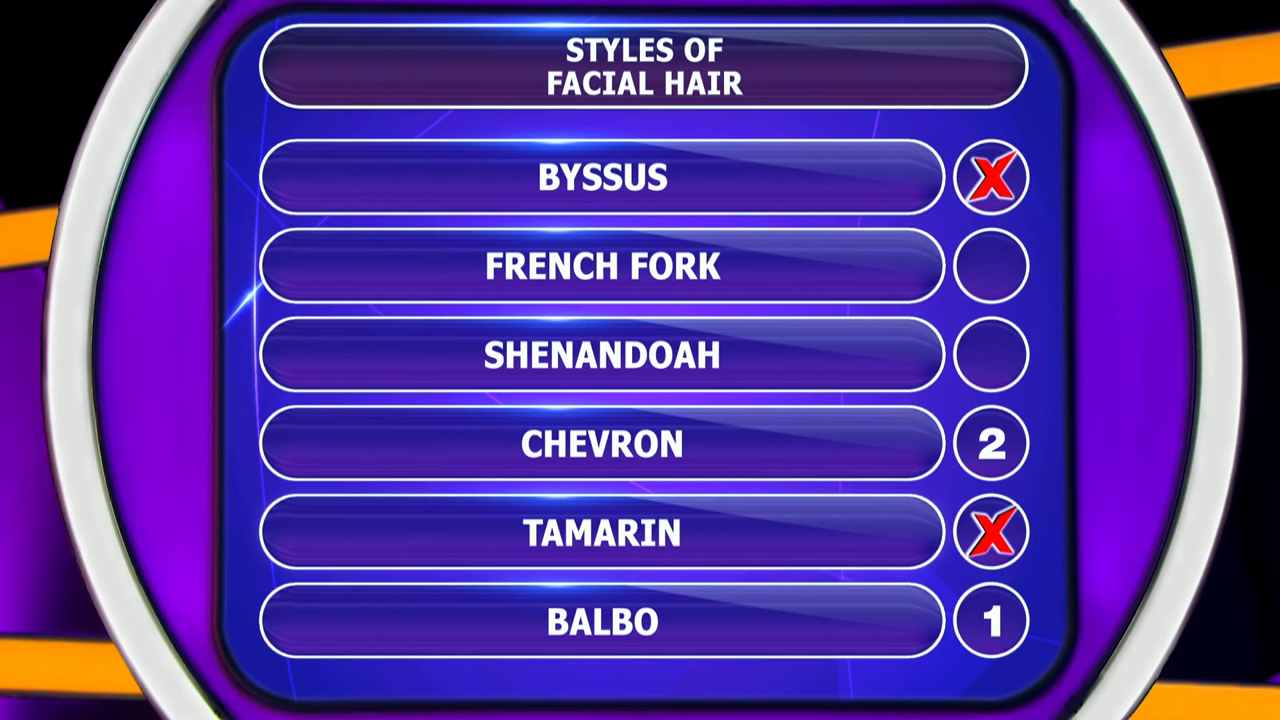 STYLES OF
FACIAL HAIR
BYSSUS X
FRENCH FORK
SHENANDOAH
CHEVRON 2
TAMARIN X
BALBO 1